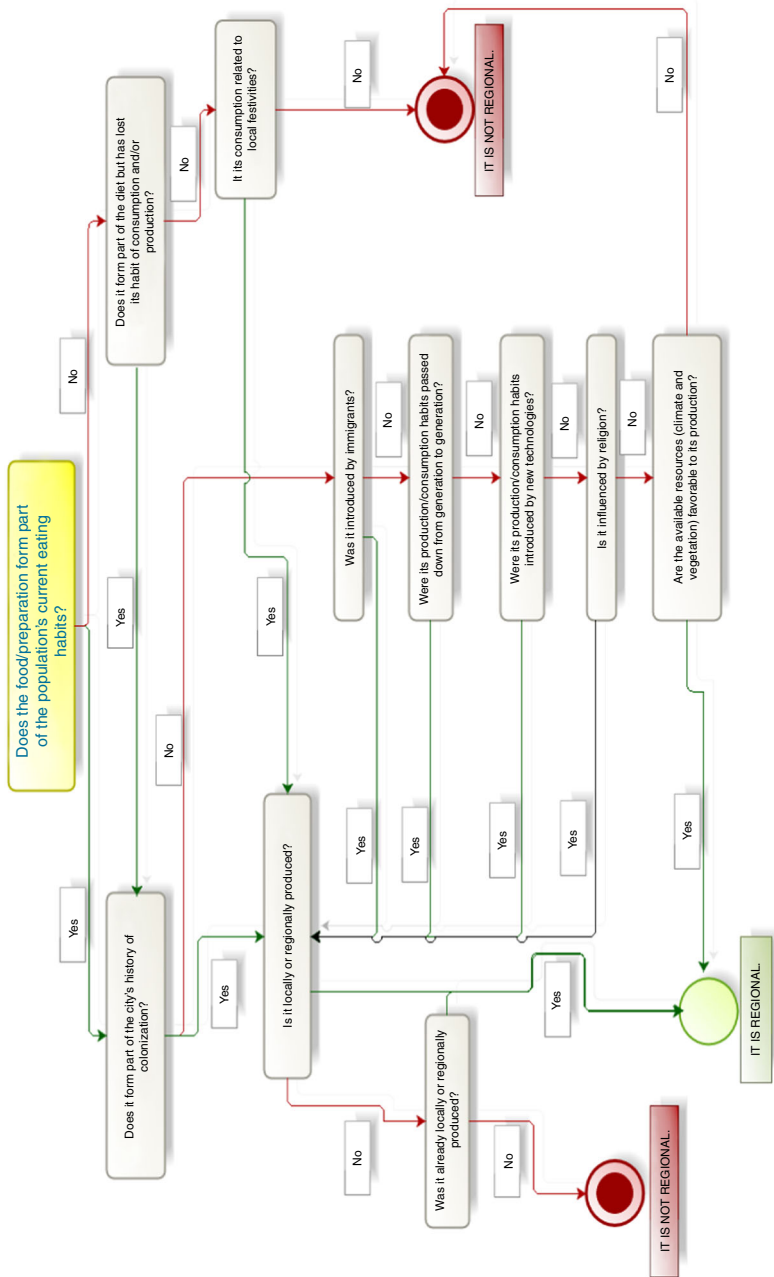 Does the food/preparation form part
of the population's current eating
habits?
Yes
No
Does it form part of the city's history of
colonization?
Yes
Does it form part of the diet but has lost
its habit of consumption and/or
production?
No
No
Yes
It its consumption related to
local festivities?
No
Yes
Is it locally or regionally produced?
IT IS NOT REGIONAL.
Was it introduced by immigrants?
No
Yes
Were its production/consumption habits passed
down from generation to generation?
No
Yes
Were its production/consumption habits
introduced by new technologies?
No
Yes
Is it influenced by religion?
No
Yes
Are the available resources (climate and
vegetation) favorable to its production?
No
Yes
No
Was it already locally or regionally
produced?
No
Yes
IT IS NOT REGIONAL.
IT IS REGIONAL.